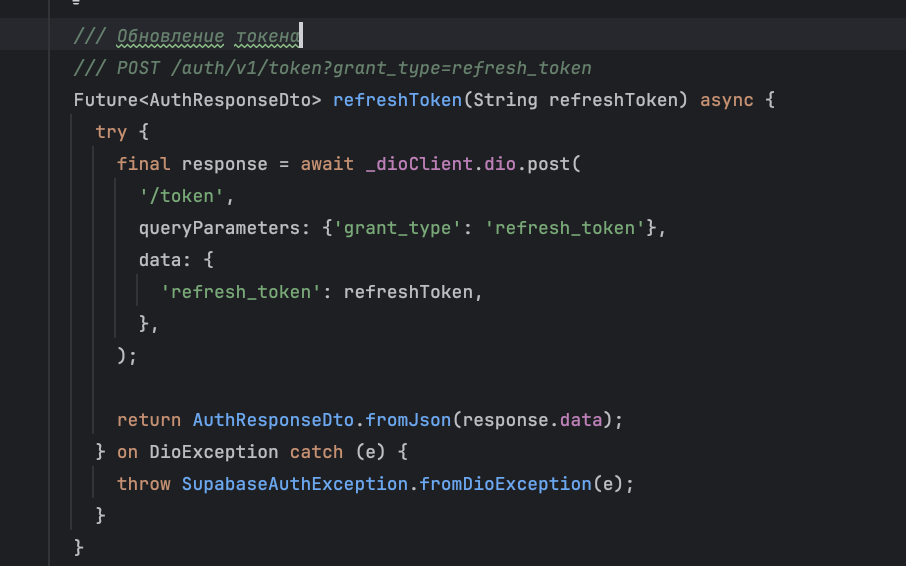 /// Обновление токена
/// POST /auth/v1/token?grant_type=refresh_token
Future<AuthResponseDto> refreshToken(String refreshToken) async {
  try {
    final response = await _dioClient.dio.post(
      '/token',
      queryParameters: {'grant_type': 'refresh_token'},
      data: {
        'refresh_token': refreshToken,
      },
    );

    return AuthResponseDto.fromJson(response.data);
  } on DioException catch (e) {
    throw SupabaseAuthException.fromDioException(e);
  }
}